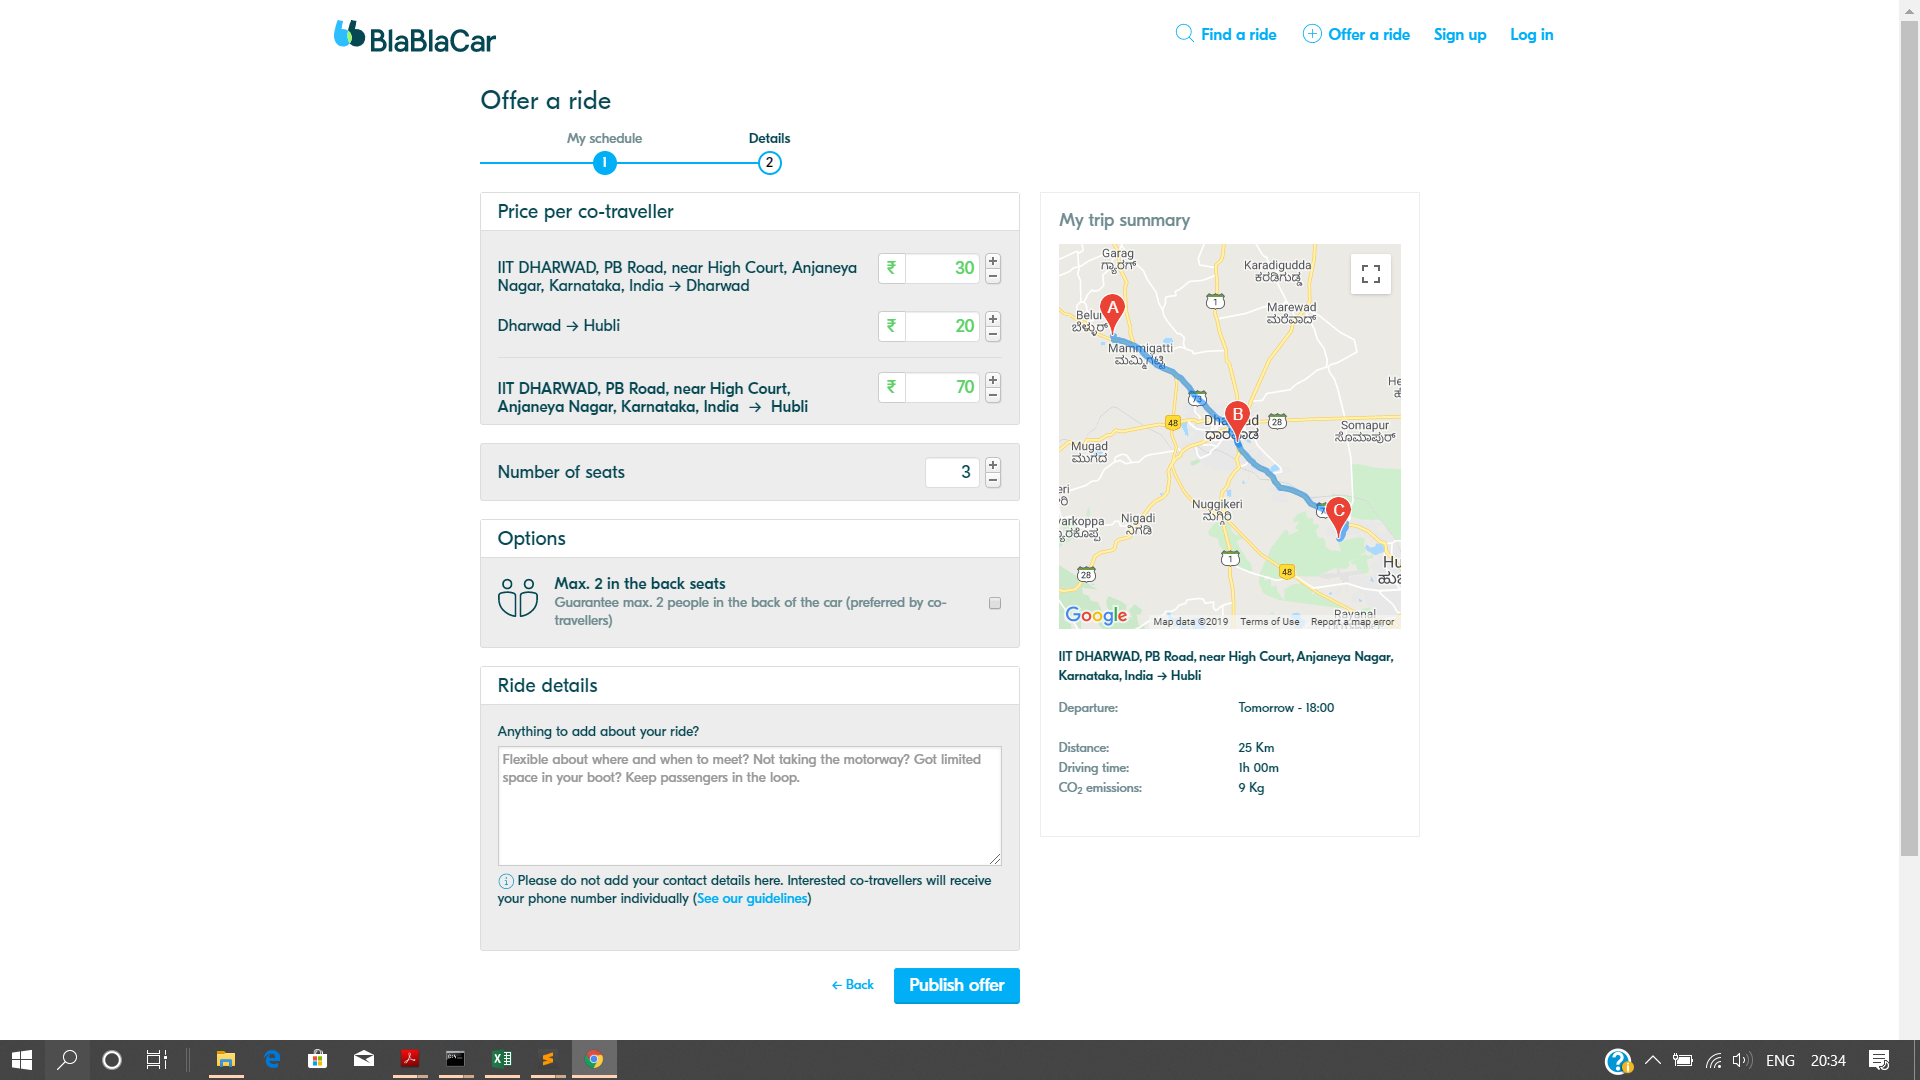 BlaBlaCar
Find a ride
Offer a ride
Sign up
Log in
Offer a ride
My schedule
Details
1
2
Price per co-traveller
IIT DHARWAD, PB Road, near High Court, Anjaneya
Nagar, Karnataka, India → Dharwad
₹ 30
+
−
Dharwad → Hubli
₹ 20
+
−
IIT DHARWAD, PB Road, near High Court,
Anjaneya Nagar, Karnataka, India → Hubli
₹ 70
+
−
Number of seats
3
+
−
Options
Max. 2 in the back seats
Guarantee max. 2 people in the back of the car (preferred by co-
travellers)
Ride details
Anything to add about your ride?
Flexible about where and when to meet? Not taking the motorway? Got limited
space in your boot? Keep passengers in the loop.
Please do not add your contact details here. Interested co-travellers will receive
your phone number individually (See our guidelines)
← Back
Publish offer
My trip summary
Garag
ಗ್ಯಾರಗ್
Karadigudda
ಕರಡಿಗುಡ್ಡ
1
A
Marewad
ಮರೆವಾದ್
Belur
ಬೆಳ್ಳುರ್
Mammigatti
ಮಮ್ಮಿಗಟ್ಟಿ
He
73
B
48
28
ಧಾರವಾಡ
Somapur
ಸೋಮಾಪುರ್
Mugad
ಮುಗದ
Nuggikeri
ನುಗ್ಗಿಕೆರಿ
Nigadi
ನಿಗಡಿ
C
1
28
48
Hu
ಹುಬ
Rayanal
Google
Map data ©2019 Terms of Use Report a map error
IIT DHARWAD, PB Road, near High Court, Anjaneya Nagar,
Karnataka, India → Hubli
Departure: Tomorrow - 18:00
Distance: 25 Km
Driving time: 1h 00m
CO₂ emissions: 9 Kg
ENG 20:34